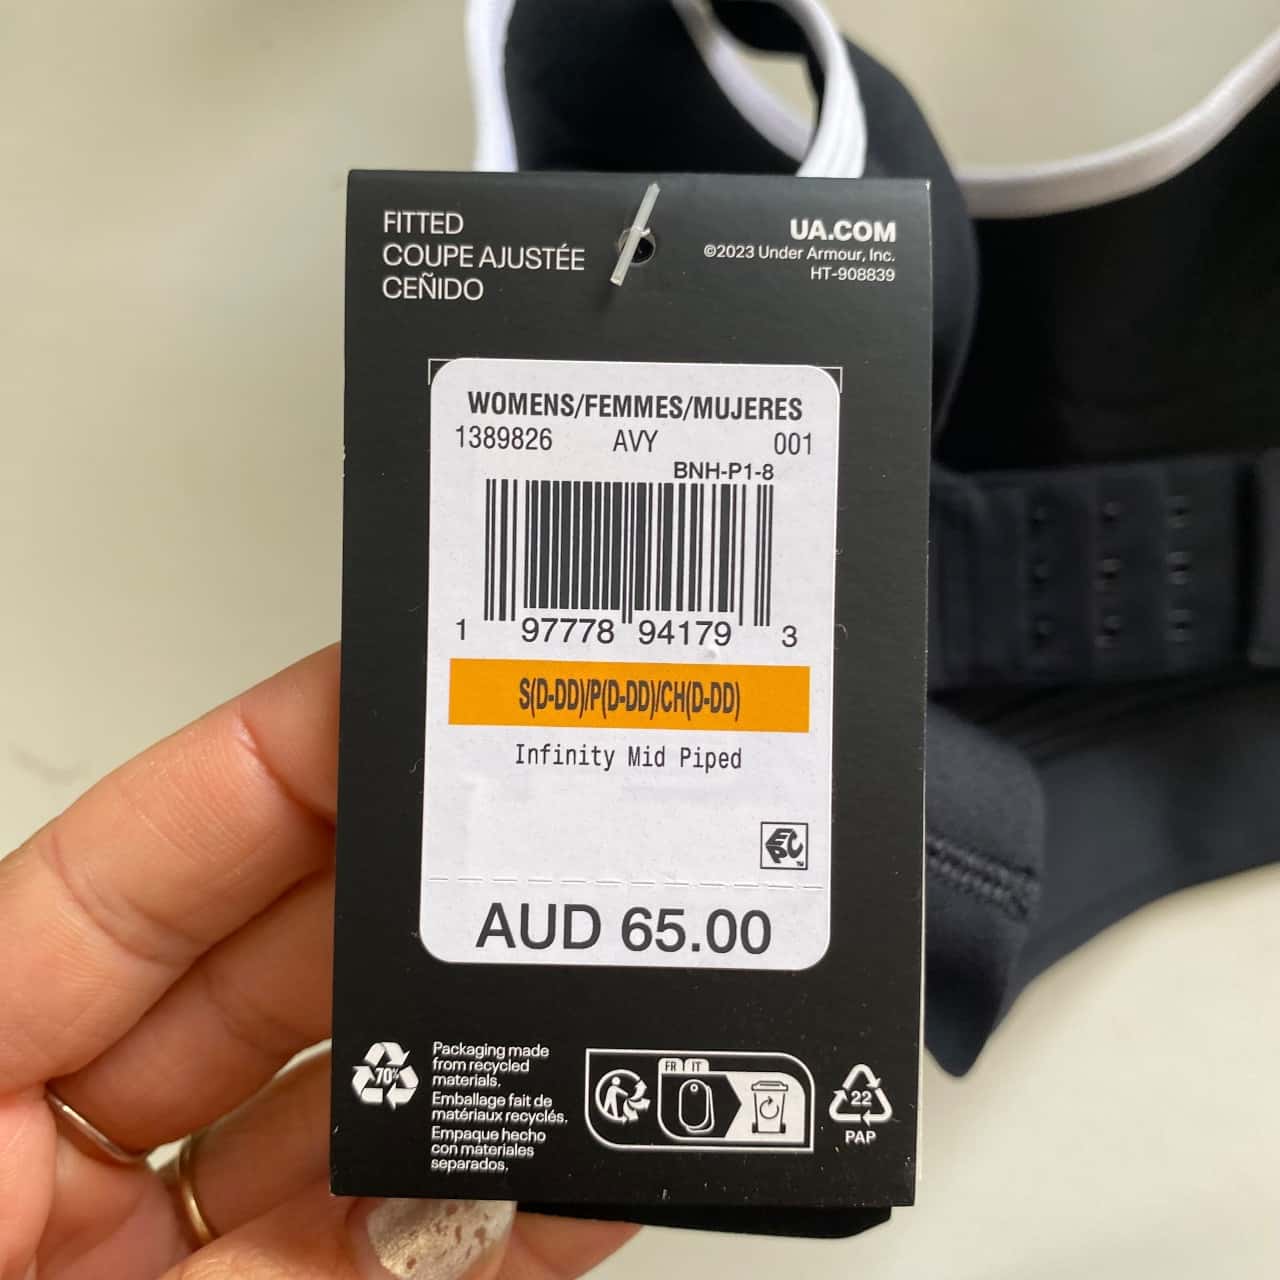 FITTED
COUPE AJUSTÉE
CEÑIDO
UA.COM
©2023 Under Armour, Inc.
HT-908839
WOMENS/FEMMES/MUJERES
1389826 AVY 001
BNH-P1-8
1 97778 94179 3
S(D-DD)/P(D-DD)/CH(D-DD)
Infinity Mid Piped
EPC™
AUD 65.00
70%
Packaging made
from recycled
materials.
Emballage fait de
matériaux recyclés.
Empaque hecho
con materiales
separados.
FR IT
22
PAP